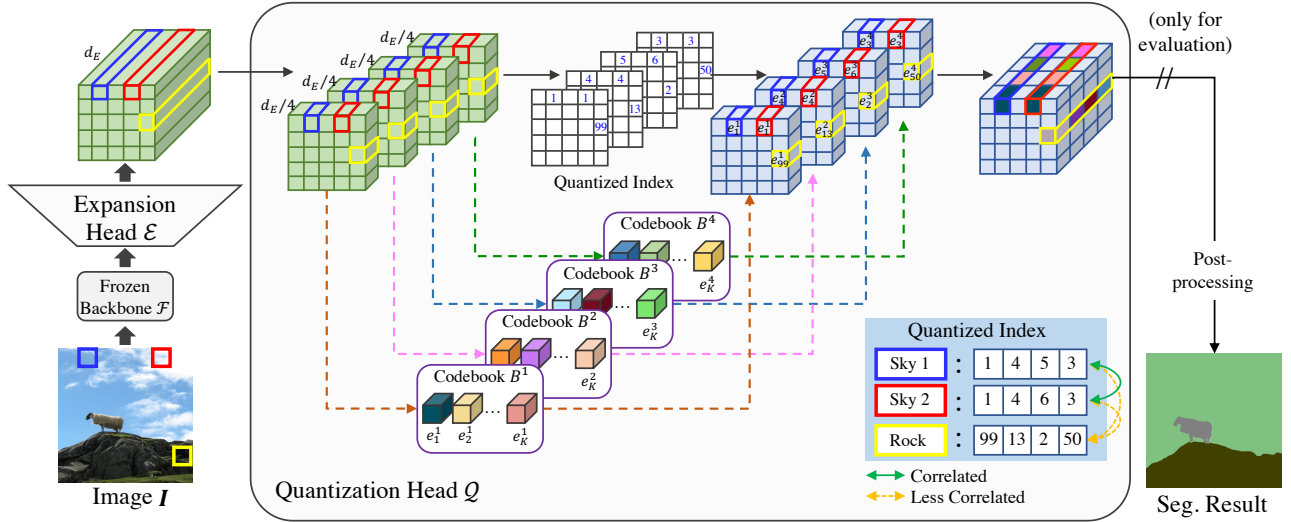 d_E
Expansion
Head ℰ
Frozen
Backbone ℱ
Image I
d_E/4
d_E/4
d_E/4
d_E/4
3 3
50
5 6
2
4 4
13
1 1
99
Quantized Index
e_3^4 e_3^4
e_50^4
e_5^3 e_6^3
e_2^3
e_4^2 e_4^2
e_13^2
e_1^1 e_1^1
e_99^1
Codebook B^4
...
e_K^4
Codebook B^3
...
e_K^3
Codebook B^2
...
e_K^2
Codebook B^1
...
e_1^1 e_2^1 e_K^1
Quantization Head 𝒬
Quantized Index
Sky 1 : 1 4 5 3
Sky 2 : 1 4 6 3
Rock : 99 13 2 50
Correlated
Less Correlated
(only for
evaluation)
Post-
processing
Seg. Result